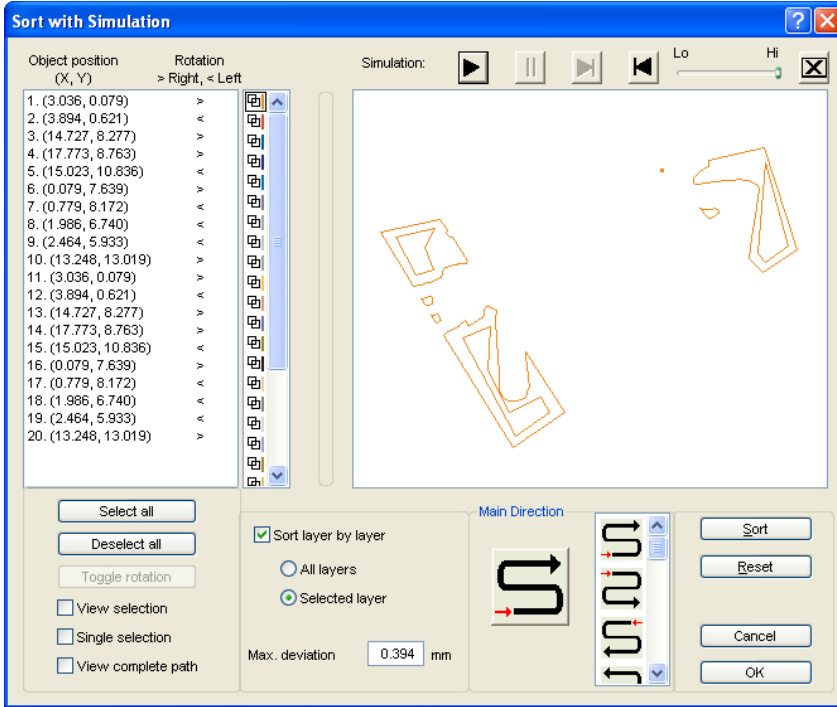 Sort with Simulation
Object position Rotation Simulation: Lo Hi
(X, Y) > Right, < Left
1. (3.036, 0.079) >
2. (3.894, 0.621) <
3. (14.727, 8.277) >
4. (17.773, 8.763) >
5. (15.023, 10.836) <
6. (0.079, 7.639) >
7. (0.779, 8.172) <
8. (1.986, 6.740) <
9. (2.464, 5.933) <
10. (13.248, 13.019) >
11. (3.036, 0.079) >
12. (3.894, 0.621) <
13. (14.727, 8.277) >
14. (17.773, 8.763) >
15. (15.023, 10.836) <
16. (0.079, 7.639) >
17. (0.779, 8.172) <
18. (1.986, 6.740) <
19. (2.464, 5.933) <
20. (13.248, 13.019) >
Select all
Deselect all
Toggle rotation
View selection
Single selection
View complete path
Sort layer by layer
All layers
Selected layer
Max. deviation 0.394 mm
Main Direction
Sort
Reset
Cancel
OK